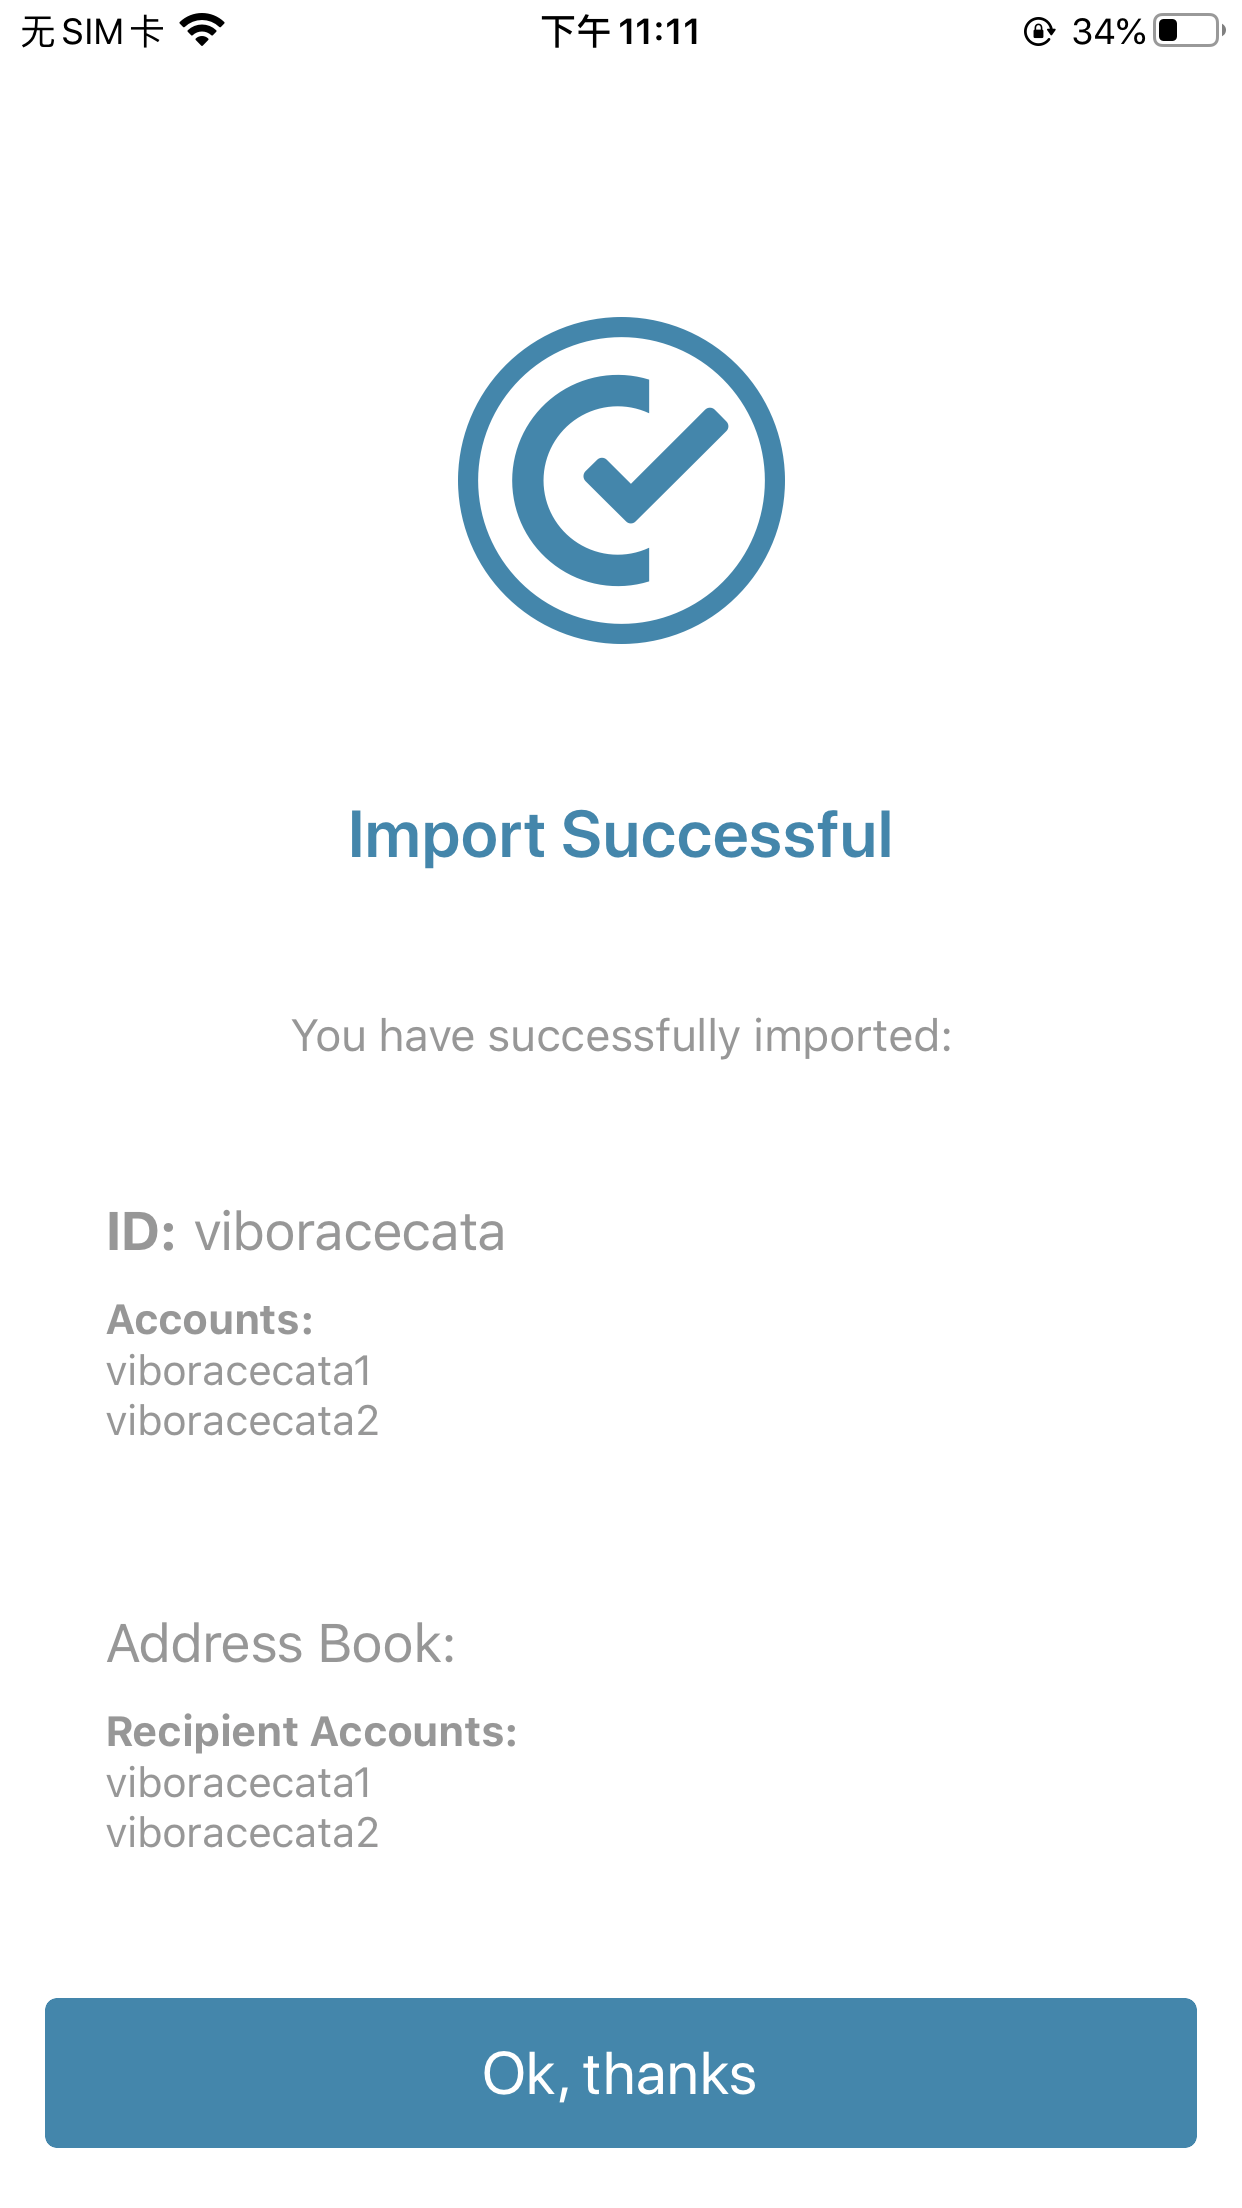 无 SIM 卡 下午 11:11 34%
Import Successful
You have successfully imported:
ID: viboracecata
Accounts:
viboracecata1
viboracecata2
Address Book:
Recipient Accounts:
viboracecata1
viboracecata2
Ok, thanks